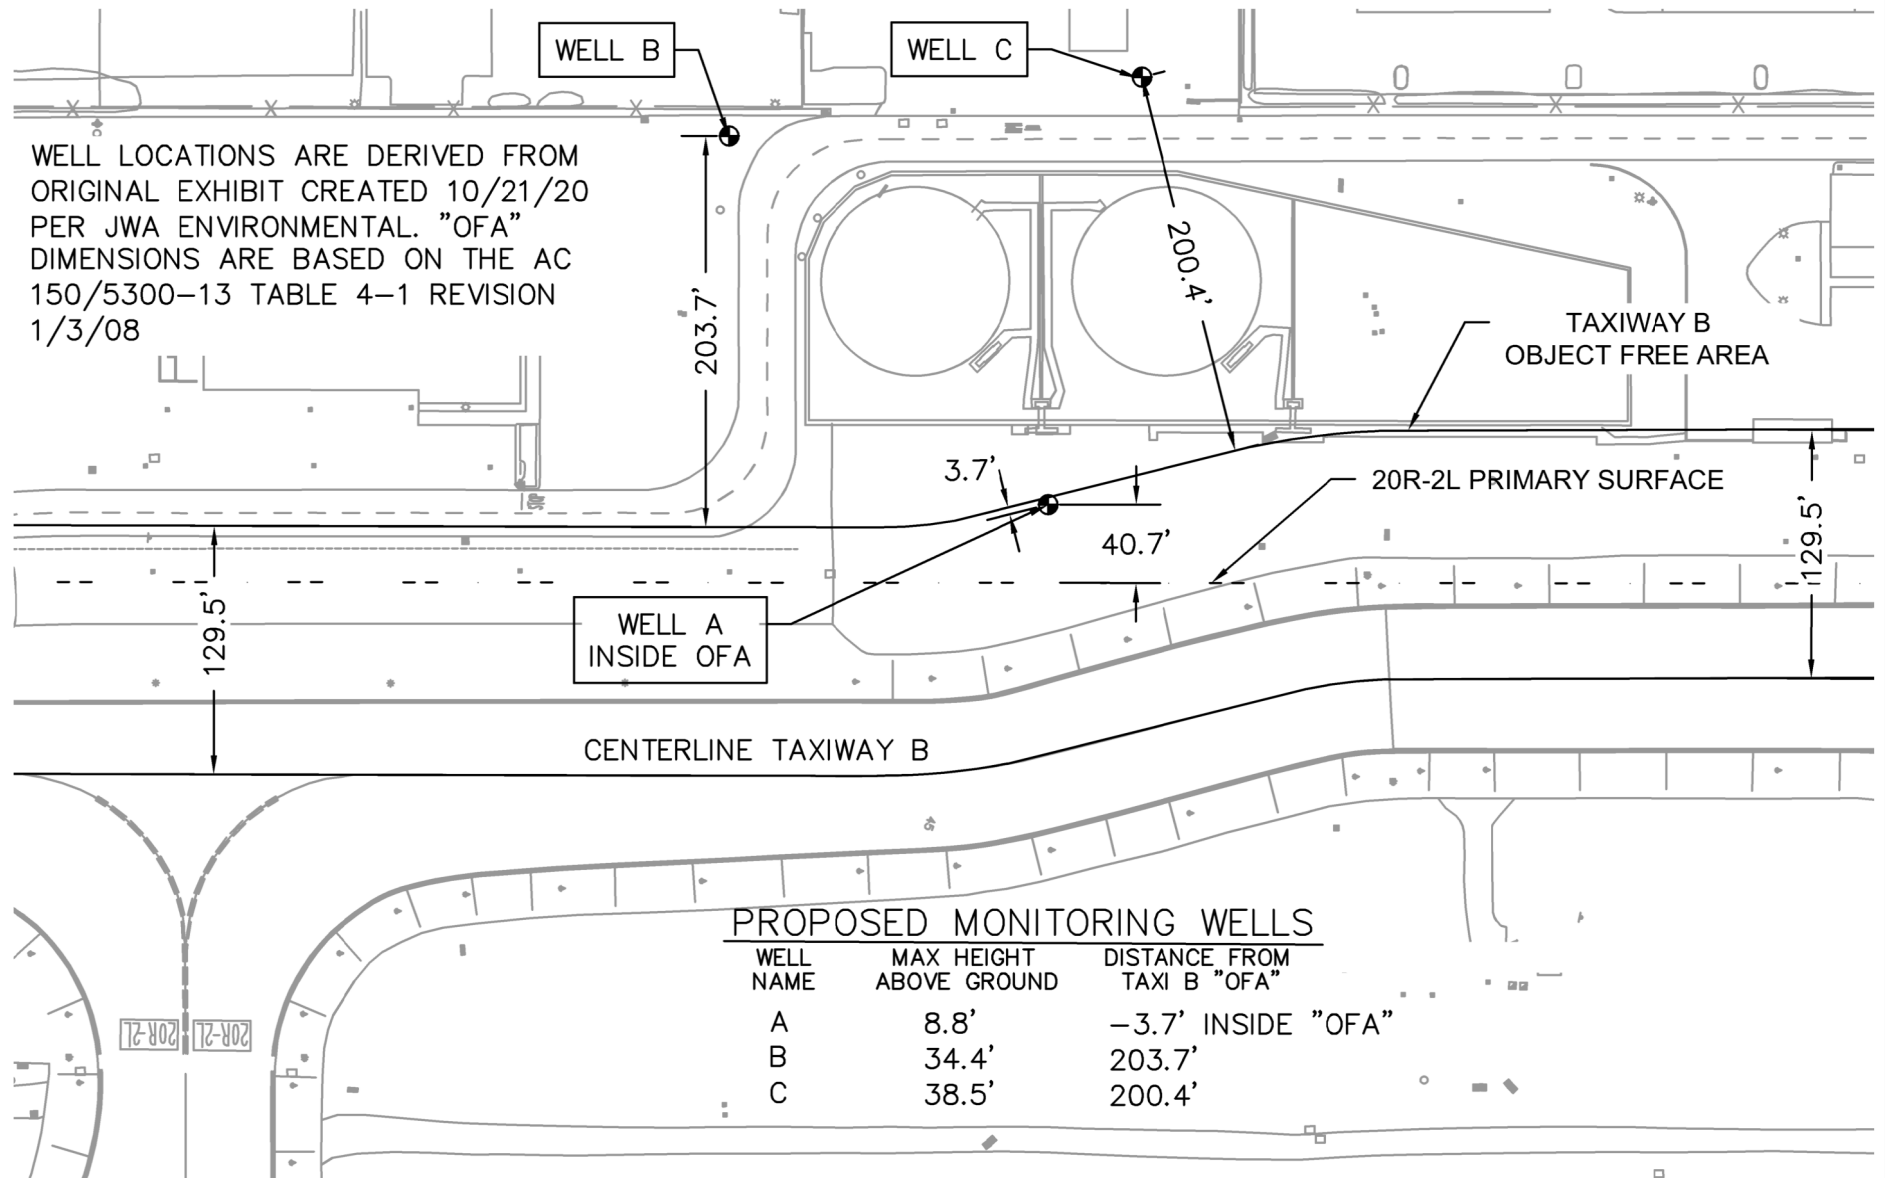 WELL B
WELL C
WELL LOCATIONS ARE DERIVED FROM
ORIGINAL EXHIBIT CREATED 10/21/20
PER JWA ENVIRONMENTAL. "OFA"
DIMENSIONS ARE BASED ON THE AC
150/5300-13 TABLE 4-1 REVISION
1/3/08
203.7'
200.4'
TAXIWAY B
OBJECT FREE AREA
3.7'
20R-2L PRIMARY SURFACE
40.7'
129.5'
129.5'
WELL A
INSIDE OFA
CENTERLINE TAXIWAY B
45
PROPOSED MONITORING WELLS
WELL NAME MAX HEIGHT ABOVE GROUND DISTANCE FROM TAXI B "OFA"
A 8.8' -3.7' INSIDE "OFA"
B 34.4' 203.7'
C 38.5' 200.4'
20R-2L
20R-2L